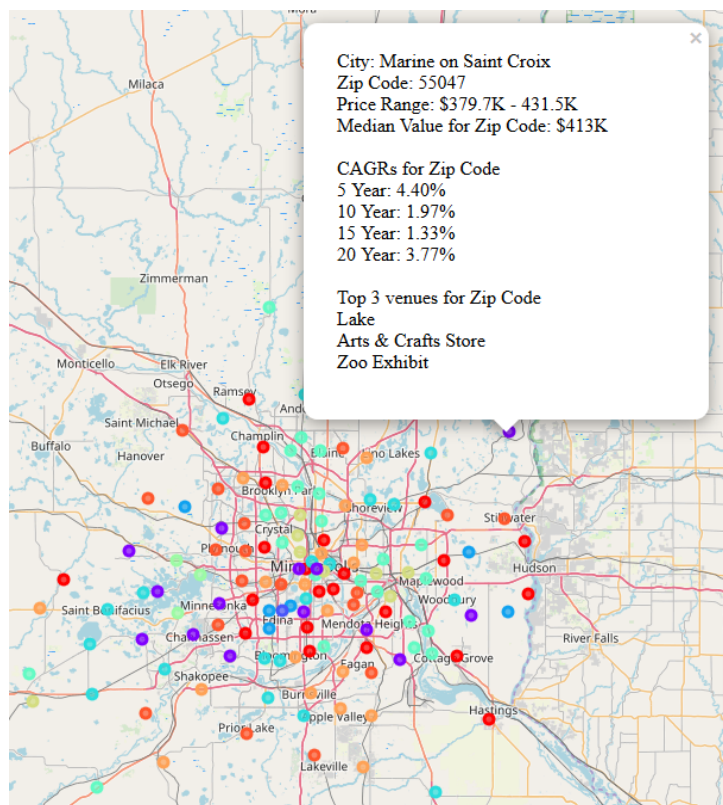 Mora
×
City: Marine on Saint Croix
Zip Code: 55047
Price Range: $379.7K - 431.5K
Median Value for Zip Code: $413K
CAGRs for Zip Code
5 Year: 4.40%
10 Year: 1.97%
15 Year: 1.33%
20 Year: 3.77%
Top 3 venues for Zip Code
Lake
Arts & Crafts Store
Zoo Exhibit
Milaca
Zimmerman
Monticello
Elk River
Otsego
Ramsey
Saint Michael
Champlin
Buffalo
Hanover
Blaine
Lino Lakes
Brooklyn Park
Shoreview
Stillwater
Crystal
Plymouth
Hudson
Maplewood
Saint Bonifacius
Minnetonka
Woodbury
Edina
Mendota Heights
Chanhassen
River Falls
Bloomington
Eagan
Cottage Grove
Shakopee
Burnsville
Hastings
Apple Valley
Prior Lake
Lakeville